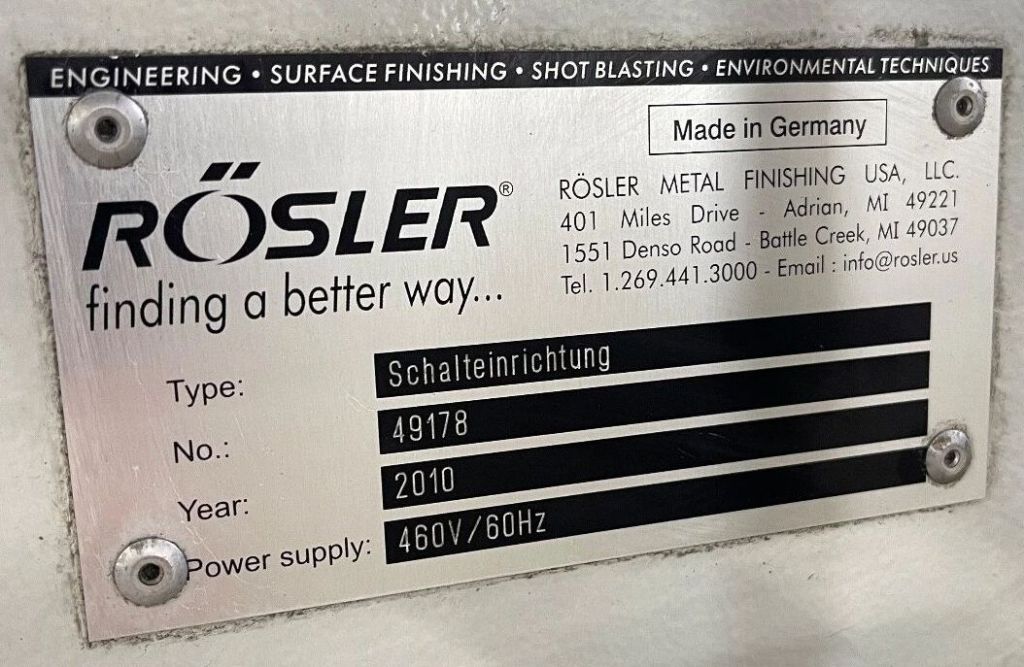 ENGINEERING • SURFACE FINISHING • SHOT BLASTING • ENVIRONMENTAL TECHNIQUES
Made in Germany
RÖSLER®
finding a better way...
RÖSLER METAL FINISHING USA, LLC.
401 Miles Drive - Adrian, MI 49221
1551 Denso Road - Battle Creek, MI 49037
Tel. 1.269.441.3000 - Email : info@rosler.us
Type: Schalteinrichtung
No.: 49178
Year: 2010
Power supply: 460V/60Hz